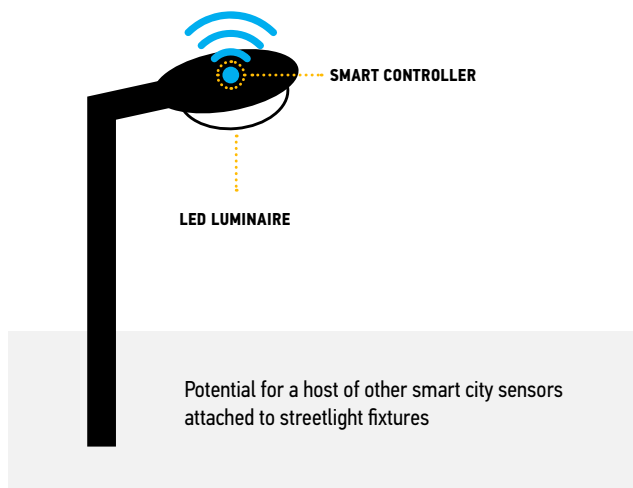 SMART CONTROLLER
LED LUMINAIRE
Potential for a host of other smart city sensors
attached to streetlight fixtures